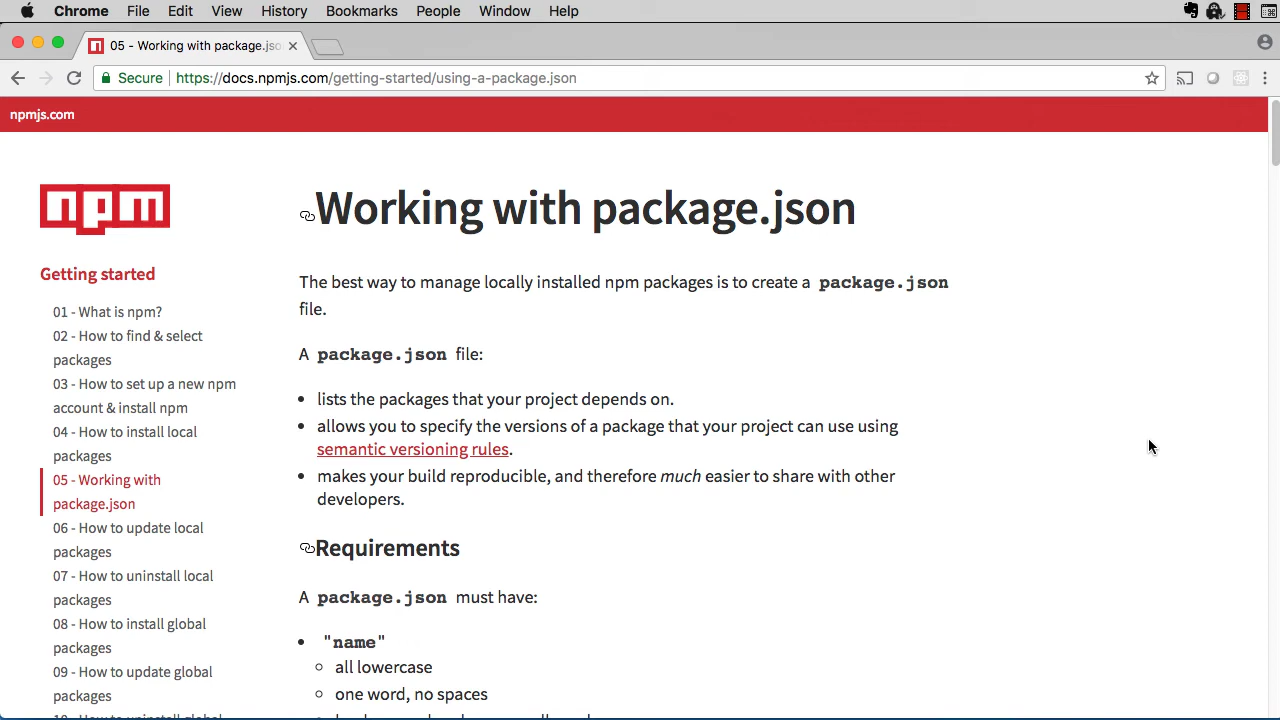 Chrome File Edit View History Bookmarks People Window Help
05 - Working with package.jso
Secure https://docs.npmjs.com/getting-started/using-a-package.json
npmjs.com
npm
Getting started
01 - What is npm?
02 - How to find & select
packages
03 - How to set up a new npm
account & install npm
04 - How to install local
packages
05 - Working with
package.json
06 - How to update local
packages
07 - How to uninstall local
packages
08 - How to install global
packages
09 - How to update global
packages
Working with package.json
The best way to manage locally installed npm packages is to create a package.json
file.
A package.json file:
• lists the packages that your project depends on.
• allows you to specify the versions of a package that your project can use using
semantic versioning rules.
• makes your build reproducible, and therefore much easier to share with other
developers.
Requirements
A package.json must have:
• "name"
○ all lowercase
○ one word, no spaces